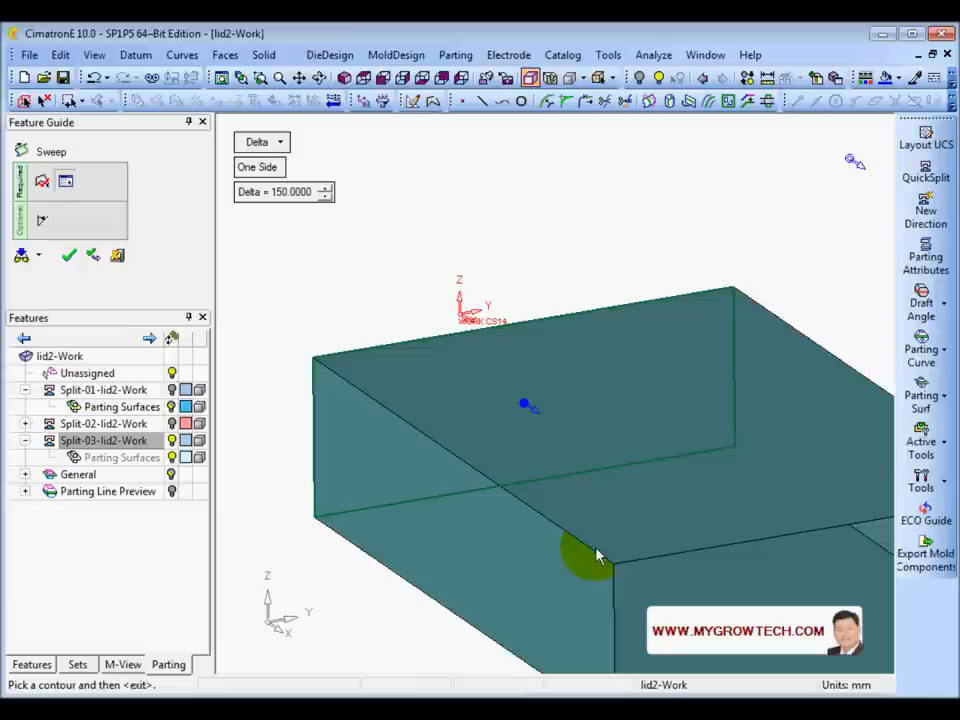 CimatronE 10.0 - SP1P5 64–Bit Edition - [lid2-Work]
File Edit View Datum Curves Faces Solid DieDesign MoldDesign Parting Electrode Catalog Tools Analyze Window Help
Feature Guide
Sweep
Required
Optional
Delta
One Side
Delta = 150.0000
Z
Y
Features
lid2-Work
Unassigned
Split-01-lid2-Work
Parting Surfaces
Split-02-lid2-Work
Split-03-lid2-Work
Parting Surfaces
General
Parting Line Preview
Z
Y
X
Layout UCS
QuickSplit
New
Direction
Parting
Attributes
Draft
Angle
Parting
Curve
Parting
Surf
Active
Tools
Tools
ECO Guide
Export Mold
Components
WWW.MYGROWTECH.COM
Features Sets M-View Parting
Pick a contour and then <exit>.
lid2-Work
Units: mm